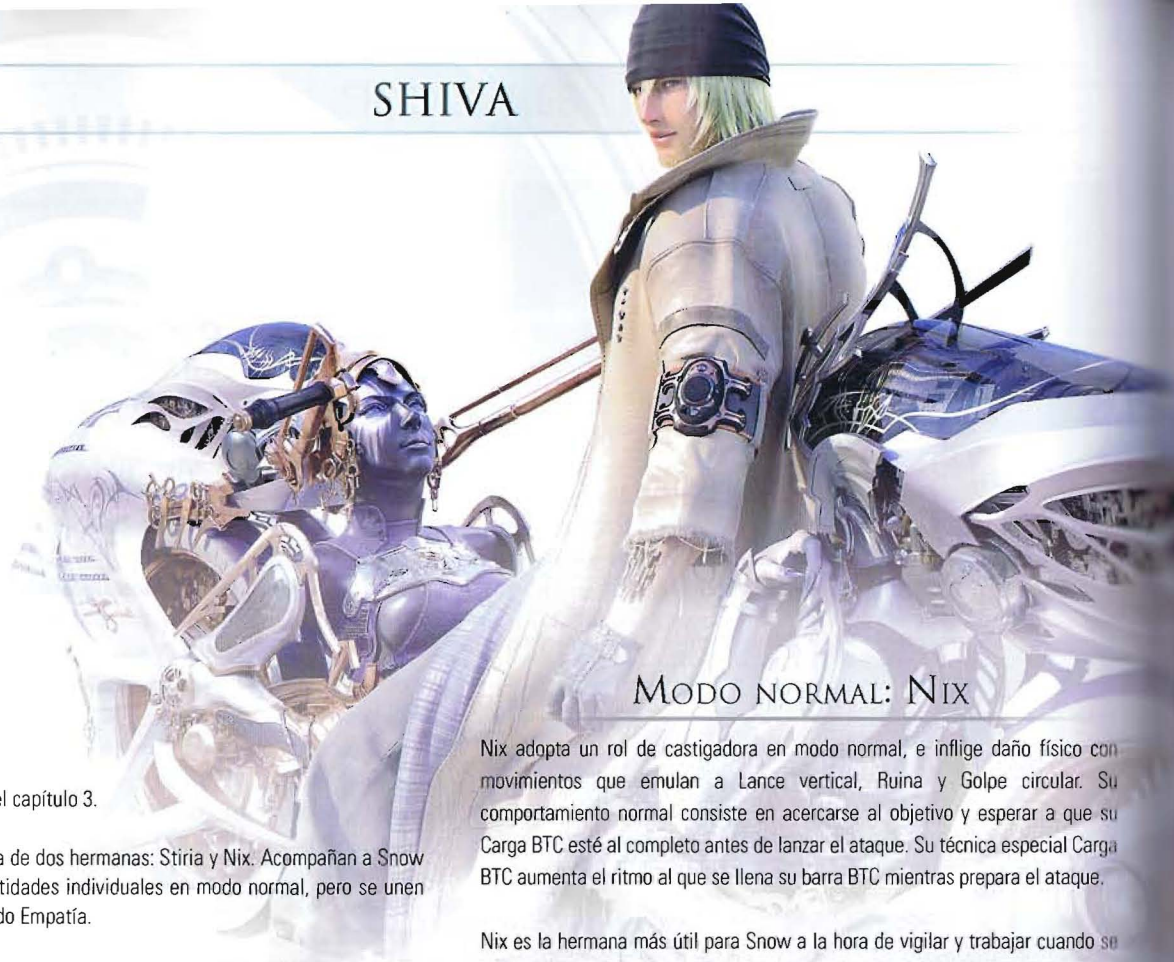 SHIVA
el capítulo 3.
a de dos hermanas: Stiria y Nix. Acompañan a Snow
tidades individuales en modo normal, pero se unen
do Empatía.
MODO NORMAL: NIX
Nix adopta un rol de castigadora en modo normal, e inflige daño físico con
movimientos que emulan a Lance vertical, Ruina y Golpe circular. Su
comportamiento normal consiste en acercarse al objetivo y esperar a que su
Carga BTC esté al completo antes de lanzar el ataque. Su técnica especial Carga
BTC aumenta el ritmo al que se llena su barra BTC mientras prepara el ataque.
Nix es la hermana más útil para Snow a la hora de vigilar y trabajar cuando se